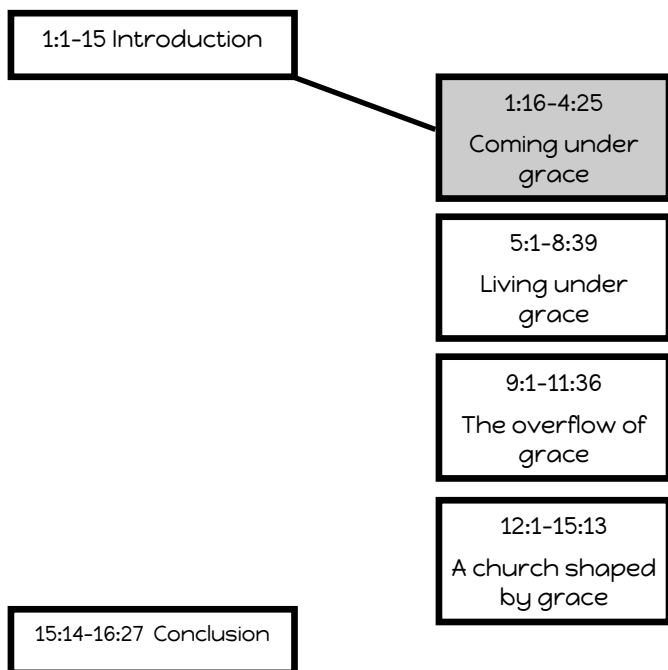 1:1-15 Introduction
1:16-4:25
Coming under
grace
5:1-8:39
Living under
grace
9:1-11:36
The overflow of
grace
12:1-15:13
A church shaped
by grace
15:14-16:27 Conclusion